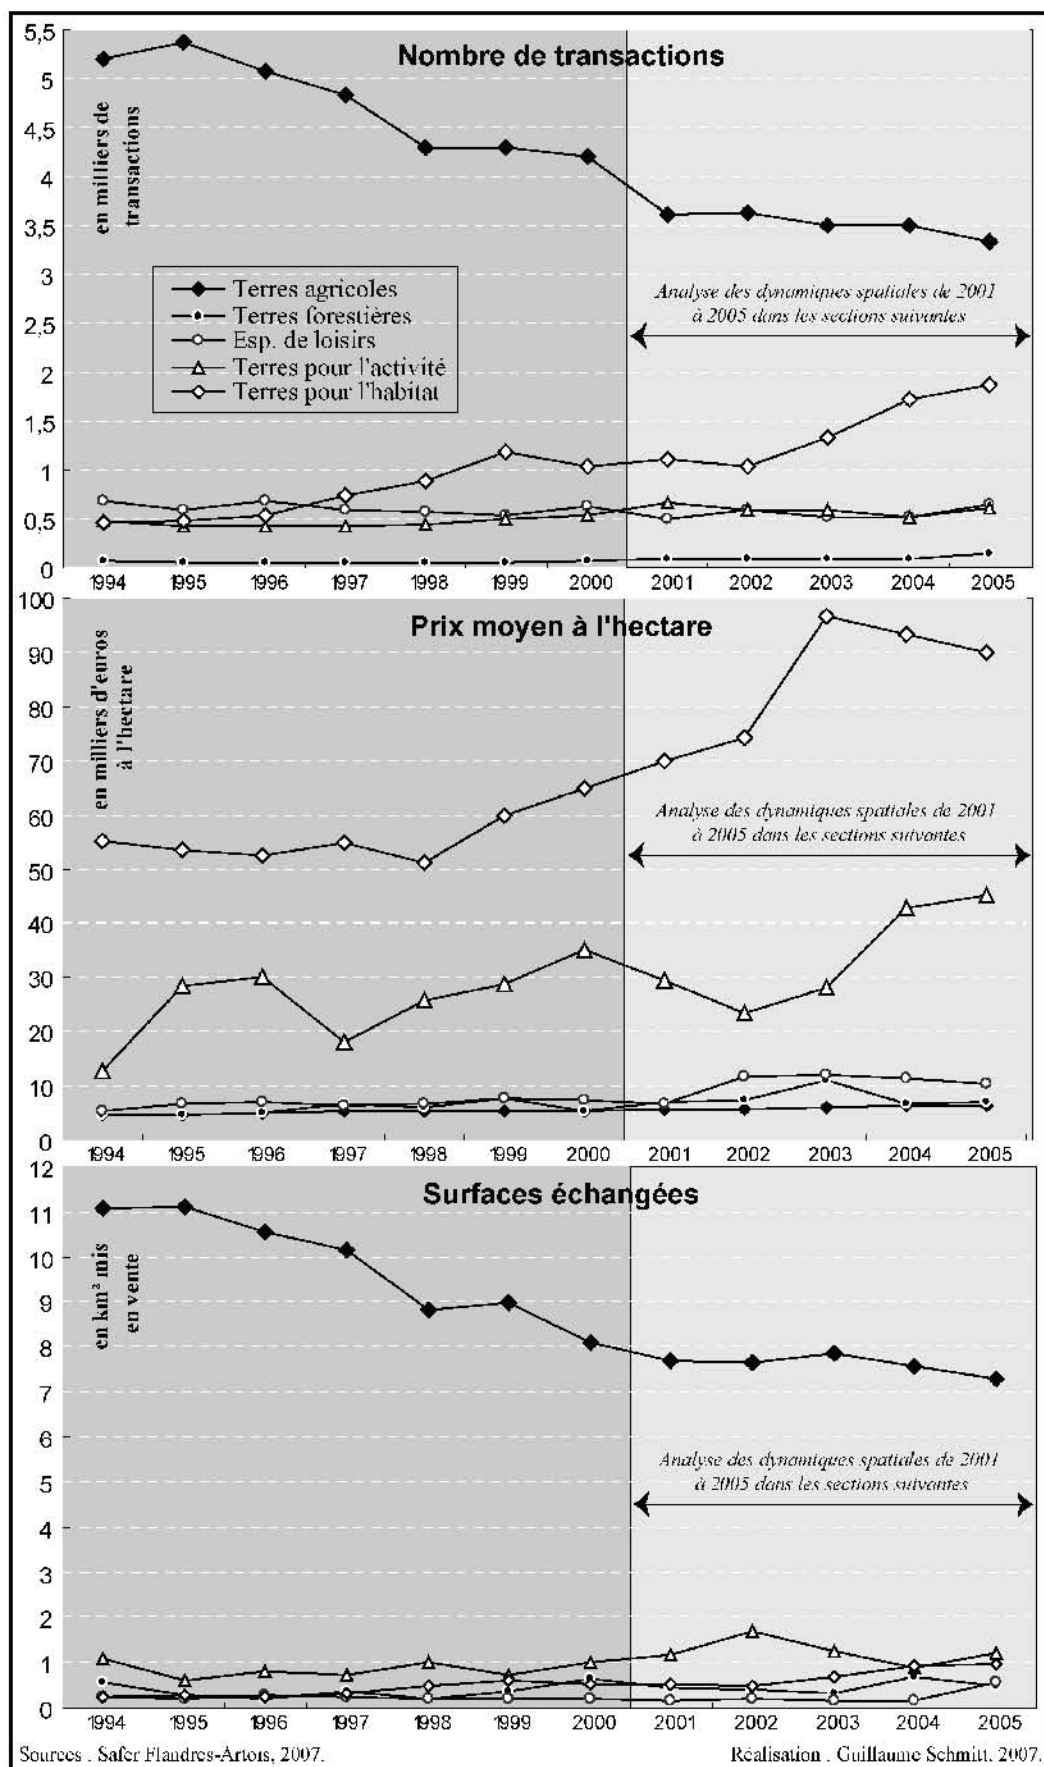 Nombre de transactions
5,5
5
4,5
4
3,5
3
2,5
2
1,5
1
0,5
0
en milliers de
transactions
Terres agricoles
Terres forestières
Esp. de loisirs
Terres pour l'activité
Terres pour l'habitat
Analyse des dynamiques spatiales de 2001
à 2005 dans les sections suivantes
1994 1995 1996 1997 1998 1999 2000 2001 2002 2003 2004 2005
Prix moyen à l'hectare
100
90
80
70
60
50
40
30
20
10
0
en milliers d'euros
à l'hectare
Analyse des dynamiques spatiales de 2001
à 2005 dans les sections suivantes
1994 1995 1996 1997 1998 1999 2000 2001 2002 2003 2004 2005
Surfaces échangées
12
11
10
9
8
7
6
5
4
3
2
1
0
en km² mis
en vente
Analyse des dynamiques spatiales de 2001
à 2005 dans les sections suivantes
1994 1995 1996 1997 1998 1999 2000 2001 2002 2003 2004 2005
Sources . Safer Flandres-Artois, 2007. Réalisation . Guillaume Schmitt, 2007.